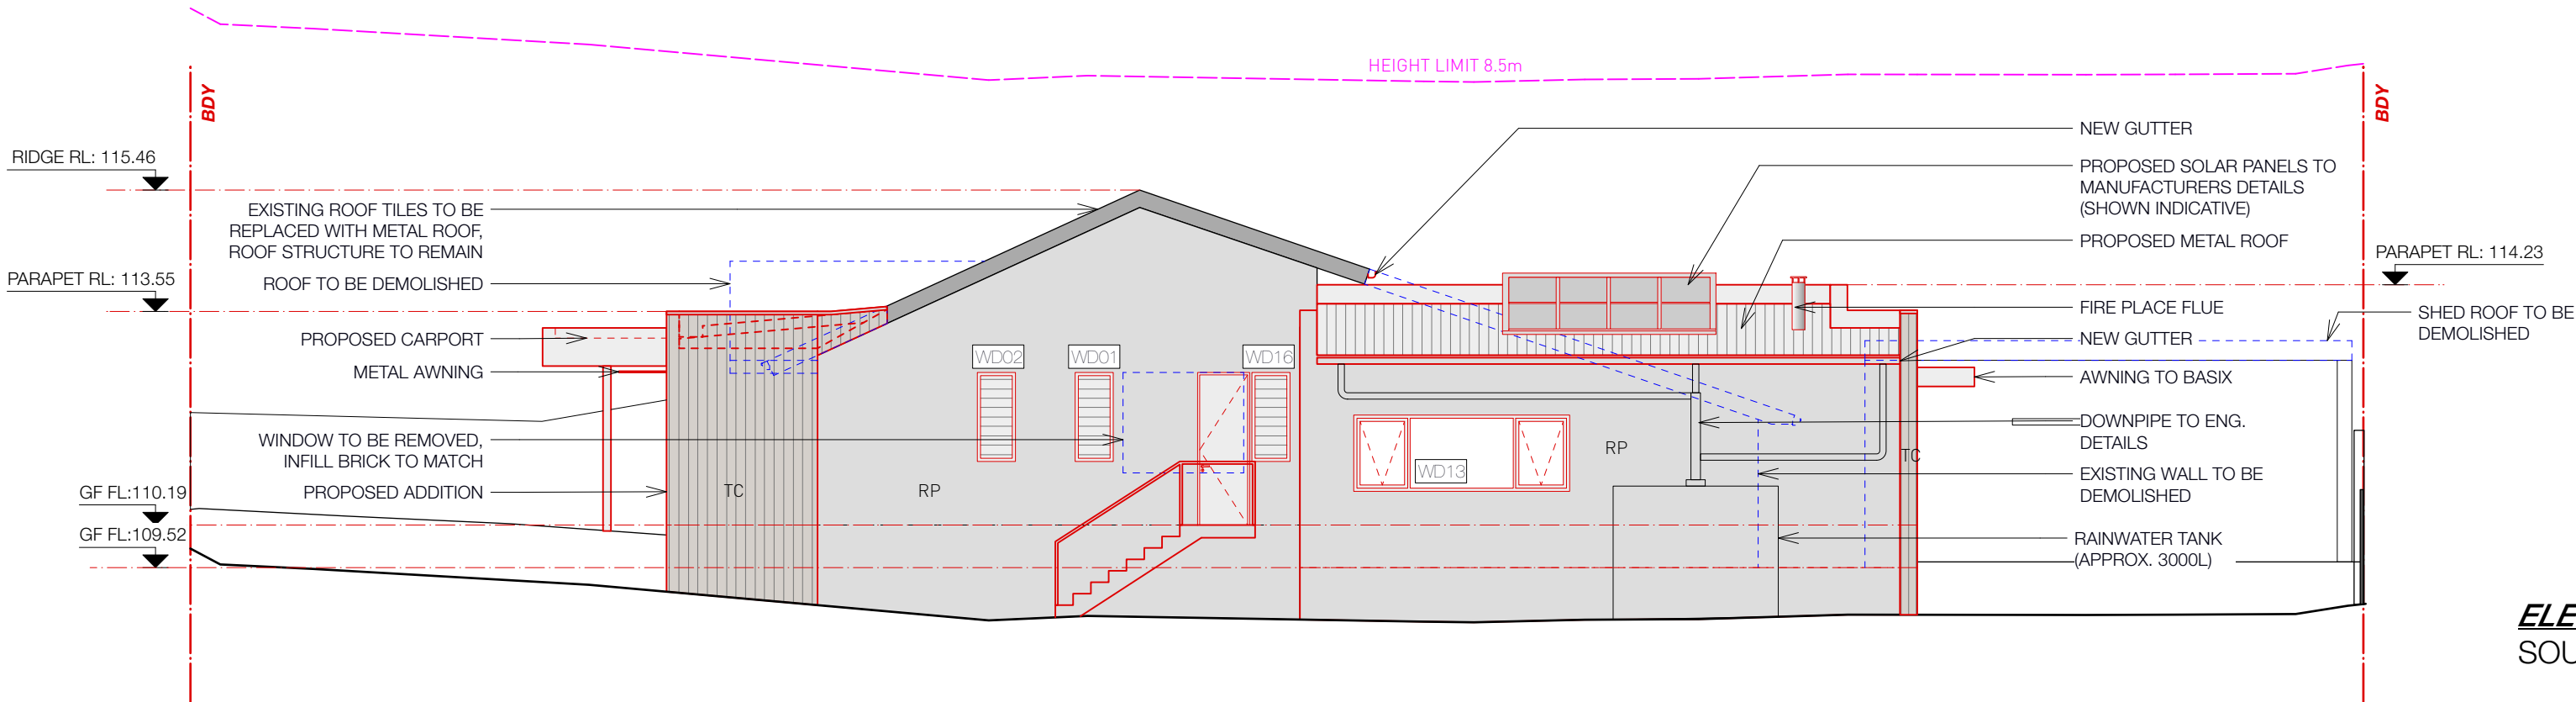 HEIGHT LIMIT 8.5m
BDY
BDY
RIDGE RL: 115.46
EXISTING ROOF TILES TO BE
REPLACED WITH METAL ROOF,
ROOF STRUCTURE TO REMAIN
PARAPET RL: 113.55
ROOF TO BE DEMOLISHED
PROPOSED CARPORT
METAL AWNING
WINDOW TO BE REMOVED,
INFILL BRICK TO MATCH
PROPOSED ADDITION
GF FL:110.19
GF FL:109.52
TC
RP
WD02
WD01
WD16
WD13
RP
TC
NEW GUTTER
PROPOSED SOLAR PANELS TO
MANUFACTURERS DETAILS
(SHOWN INDICATIVE)
PROPOSED METAL ROOF
PARAPET RL: 114.23
FIRE PLACE FLUE
SHED ROOF TO BE
DEMOLISHED
NEW GUTTER
AWNING TO BASIX
DOWNPIPE TO ENG.
DETAILS
EXISTING WALL TO BE
DEMOLISHED
RAINWATER TANK
(APPROX. 3000L)
ELE
SOU